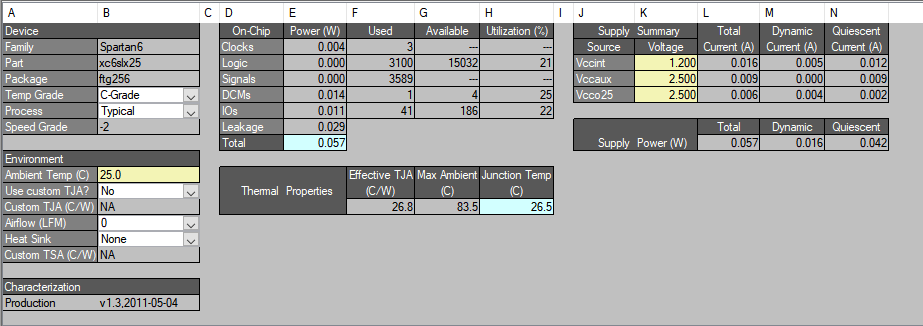 A B C D E F G H I J K L M N
Device On-Chip Power (W) Used Available Utilization (%) Supply Summary Total Dynamic Quiescent
Family Spartan6 Clocks 0.004 3 --- --- Source Voltage Current (A) Current (A) Current (A)
Part xc6slx25 Logic 0.000 3100 15032 21 Vccint 1.200 0.016 0.005 0.012
Package ftg256 Signals 0.000 3589 --- --- Vccaux 2.500 0.009 0.000 0.009
Temp Grade C-Grade DCMs 0.014 1 4 25 Vcco25 2.500 0.006 0.004 0.002
Process Typical IOs 0.011 41 186 22
Speed Grade -2 Leakage 0.029 Total Dynamic Quiescent
Total 0.057 Supply Power (W) 0.057 0.016 0.042
Environment
Ambient Temp (C) 25.0 Effective TJA Max Ambient Junction Temp
Use custom TJA? No Thermal Properties (C/W) (C) (C)
Custom TJA (C/W) NA 26.8 83.5 26.5
Airflow (LFM) 0
Heat Sink None
Custom TSA (C/W) NA
Characterization
Production v1.3,2011-05-04